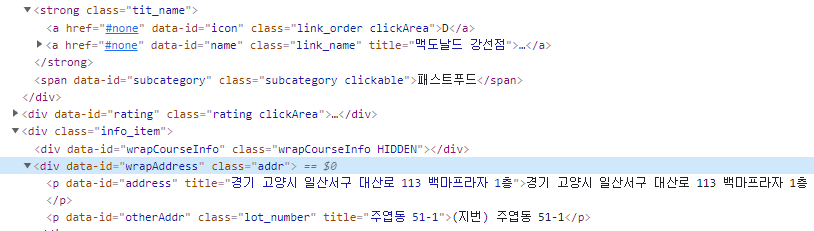 ▼<strong class="tit_name">
<a href="#none" data-id="icon" class="link_order clickArea">D</a>
▶<a href="#none" data-id="name" class="link_name" title="맥도날드 강선점">…</a>
</strong>
<span data-id="subcategory" class="subcategory clickable">패스트푸드</span>
</div>
▶<div data-id="rating" class="rating clickArea">…</div>
▼<div class="info_item">
<div data-id="wrapCourseInfo" class="wrapCourseInfo HIDDEN"></div>
▼<div data-id="wrapAddress" class="addr"> == $0
<p data-id="address" title="경기 고양시 일산서구 대산로 113 백마프라자 1층">경기 고양시 일산서구 대산로 113 백마프라자 1층
</p>
<p data-id="otherAddr" class="lot_number" title="주엽동 51-1">(지번) 주엽동 51-1</p>